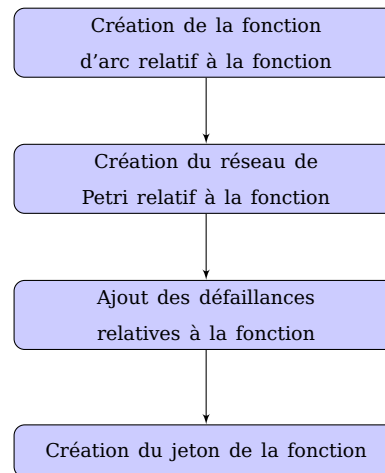 Création de la fonction
d'arc relatif à la fonction
Création du réseau de
Petri relatif à la fonction
Ajout des défaillances
relatives à la fonction
Création du jeton de la fonction